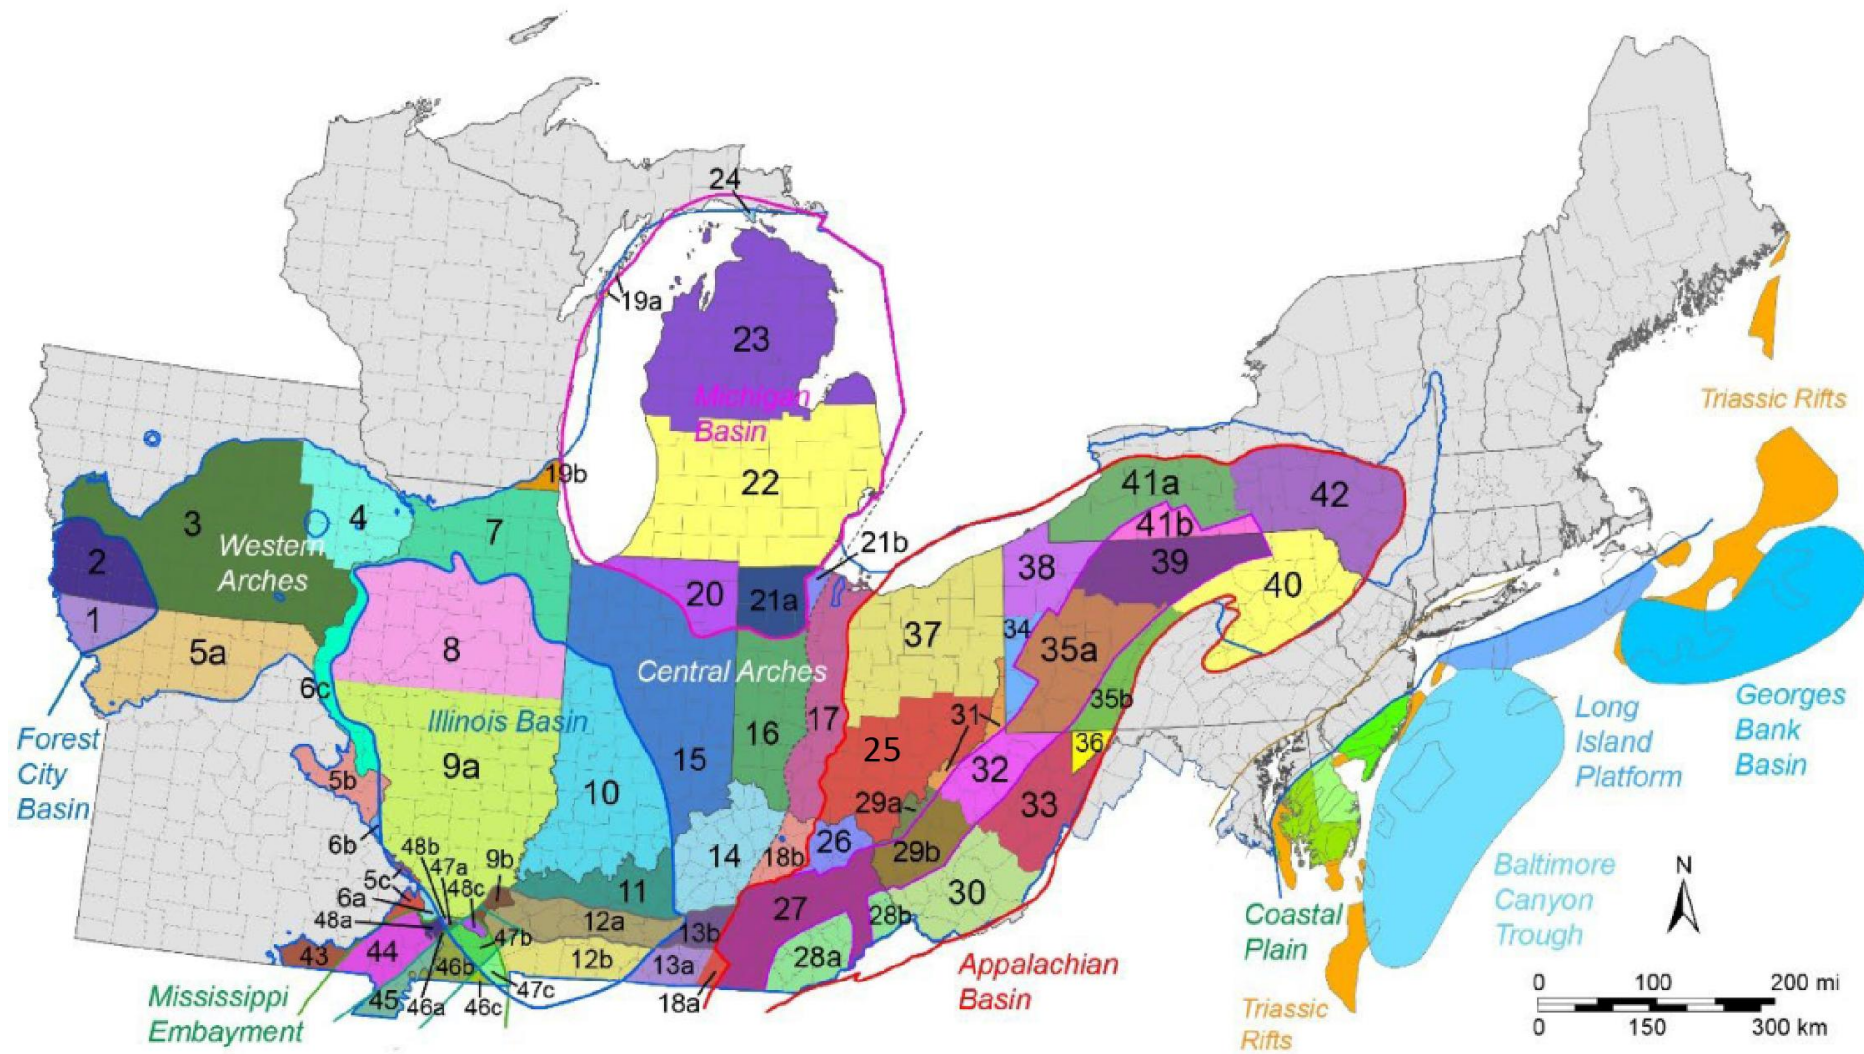 24
19a
23
Michigan
Basin
Triassic Rifts
19b
22
41a
42
3
4
7
41b
21b
Western
Arches
2
38
39
40
20
21a
1
34
37
35a
5a
8
Central Arches
6c
35b
Georges
Bank
Basin
Long
Island
Platform
31
17
Illinois Basin
16
36
Forest
City
Basin
25
15
9a
32
5b
10
29a
33
6b
48b
26
29b
47a
9b
14
18b
5c
48c
11
30
Baltimore
Canyon
Trough
N
6a
48a
27
28b
12a
13b
47b
Coastal
Plain
43
44
46b
12b
13a
28a
Appalachian
Basin
Mississippi
Embayment
45
46a
46c
47c
18a
Triassic
Rifts
0 100 200 mi
0 150 300 km